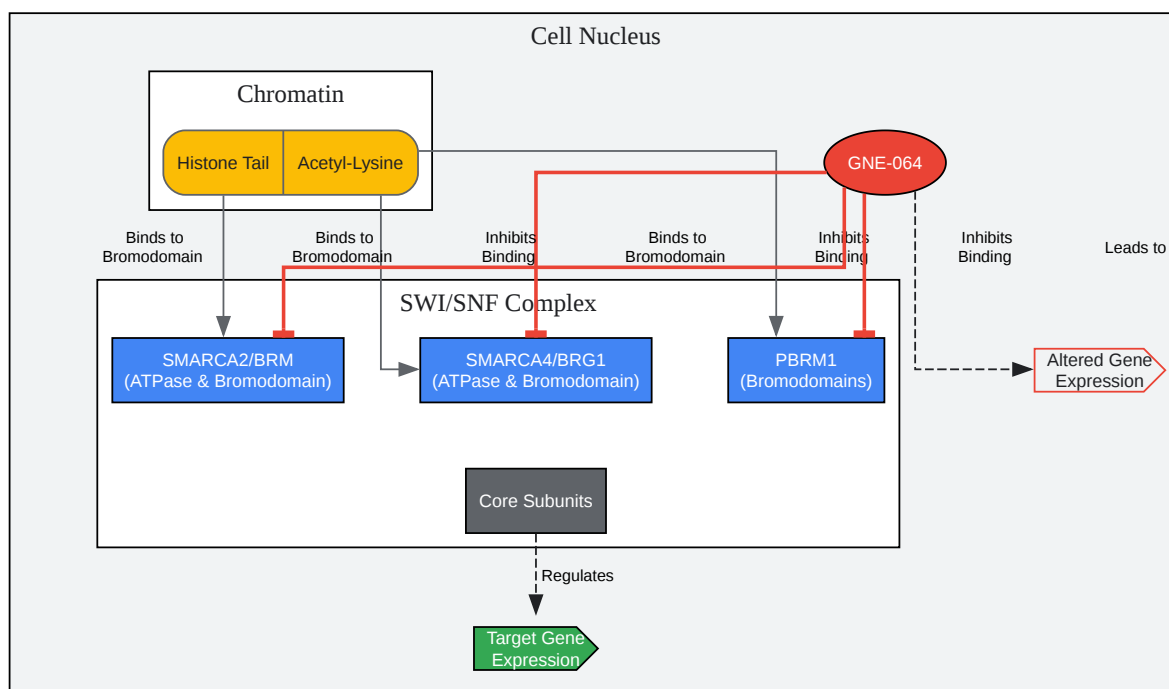 Cell Nucleus
Chromatin
Histone Tail
Acetyl-Lysine
GNE-064
Binds to
Bromodomain
Binds to
Bromodomain
Inhibits
Binding
Binds to
Bromodomain
Inhibits
Binding
Inhibits
Binding
Leads to
SWI/SNF Complex
SMARCA2/BRM
(ATPase & Bromodomain)
SMARCA4/BRG1
(ATPase & Bromodomain)
PBRM1
(Bromodomains)
Altered Gene
Expression
Core Subunits
Regulates
Target Gene
Expression